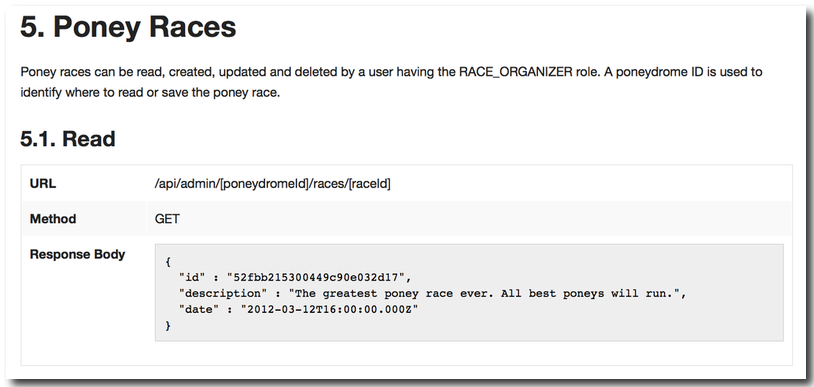 5. Poney Races
Poney races can be read, created, updated and deleted by a user having the RACE_ORGANIZER role. A poneydrome ID is used to
identify where to read or save the poney race.
5.1. Read
URL /api/admin/[poneydromeId]/races/[raceId]
Method GET
Response Body
{
"id" : "52fbb215300449c90e032d17",
"description" : "The greatest poney race ever. All best poneys will run.",
"date" : "2012-03-12T16:00:00.000Z"
}